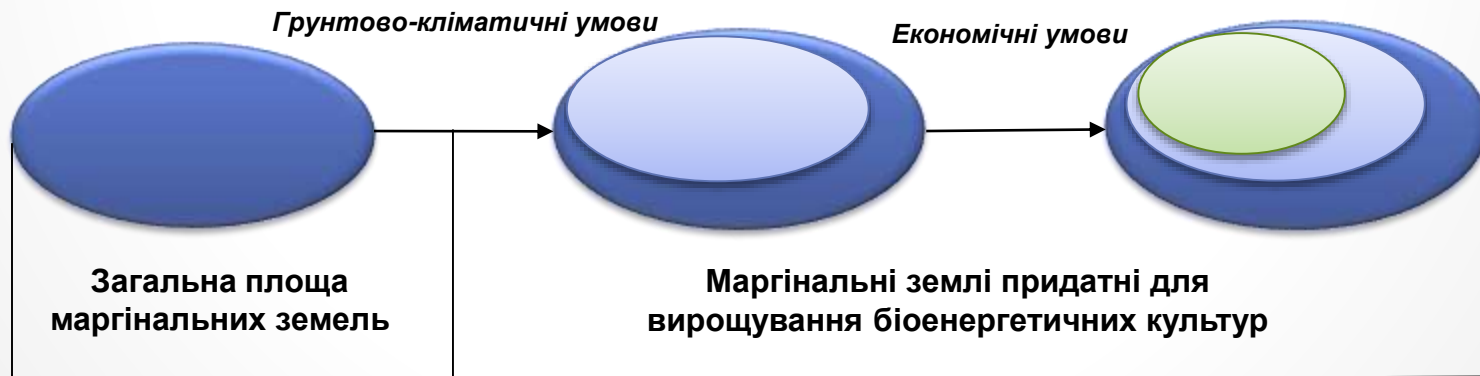 Грунтово-кліматичні умови
Економічні умови
Загальна площа
маргінальних земель
Маргінальні землі придатні для
вирощування біоенергетичних культур